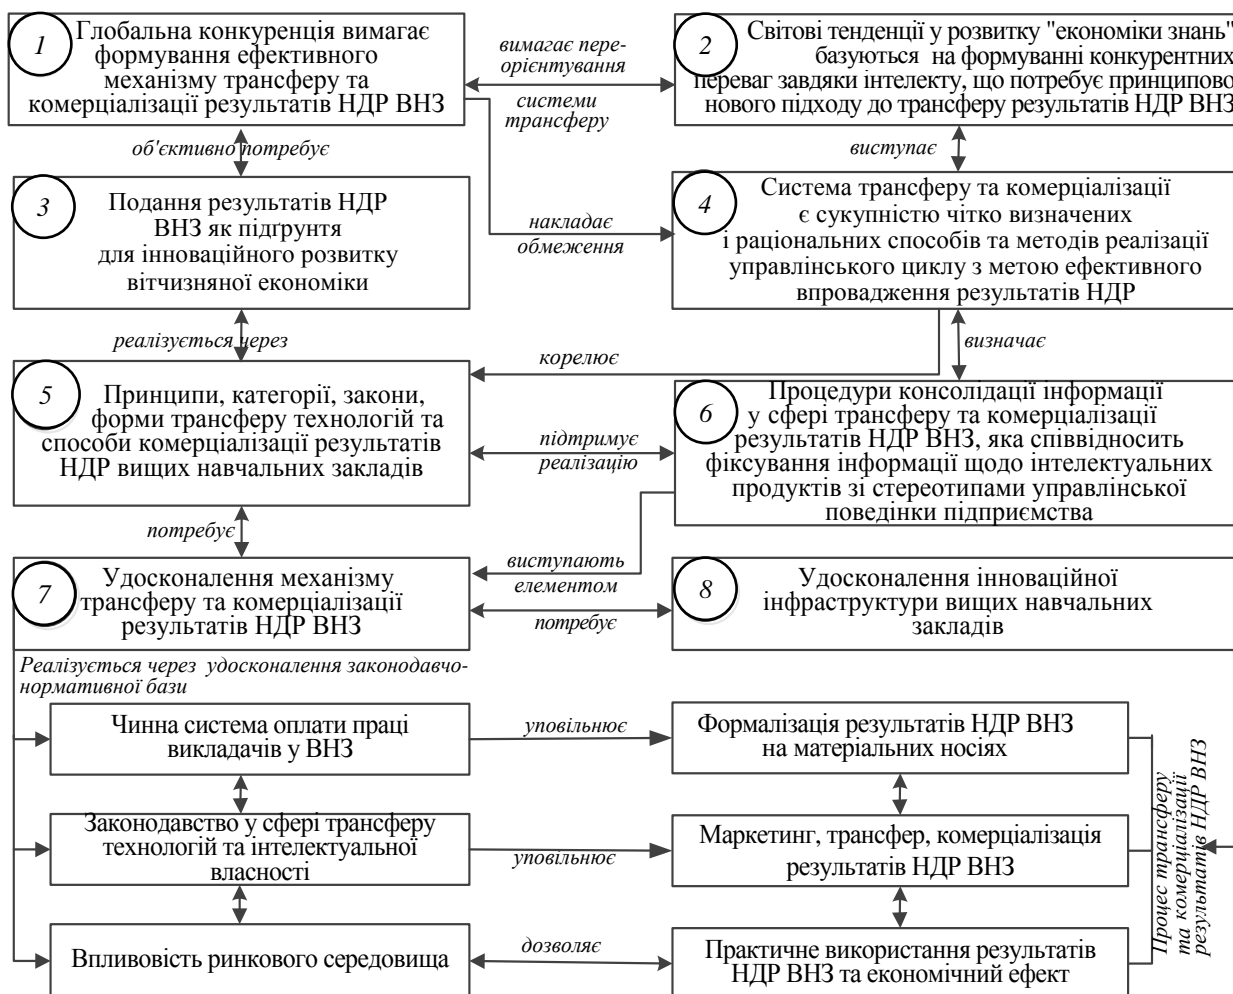 1
Глобальна конкуренція вимагає
формування ефективного
механізму трансферу та
комерціалізації результатів НДР ВНЗ
вимагає пере-
орієнтування
системи
трансферу
2
Світові тенденції у розвитку "економіки знань"
базуються на формуванні конкурентних
переваг завдяки інтелекту, що потребує принципово
нового підходу до трансферу результатів НДР ВНЗ
об'єктивно потребує
виступає
3
Подання результатів НДР
ВНЗ як підґрунтя
для інноваційного розвитку
вітчизняної економіки
накладає
обмеження
4
Система трансферу та комерціалізації
є сукупністю чітко визначених
і раціональних способів та методів реалізації
управлінського циклу з метою ефективного
впровадження результатів НДР
реалізується через
корелює
визначає
5
Принципи, категорії, закони,
форми трансферу технологій та
способи комерціалізації результатів
НДР вищих навчальних закладів
підтримує
реалізацію
6
Процедури консолідації інформації
у сфері трансферу та комерціалізації
результатів НДР ВНЗ, яка співвідносить
фіксування інформації щодо інтелектуальних
продуктів зі стереотипами управлінської
поведінки підприємства
потребує
виступають
елементом
7
Удосконалення механізму
трансферу та комерціалізації
результатів НДР ВНЗ
потребує
8
Удосконалення інноваційної
інфраструктури вищих навчальних
закладів
Реалізується через удосконалення законодавчо-
нормативної бази
Чинна система оплати праці
викладачів у ВНЗ
уповільнює
Формалізація результатів НДР ВНЗ
на матеріальних носіях
Законодавство у сфері трансферу
технологій та інтелектуальної
власності
уповільнює
Маркетинг, трансфер, комерціалізація
результатів НДР ВНЗ
Впливовість ринкового середовища
дозволяє
Практичне використання результатів
НДР ВНЗ та економічний ефект
Процес трансферу
та комерціалізації
результатів НДР ВНЗ